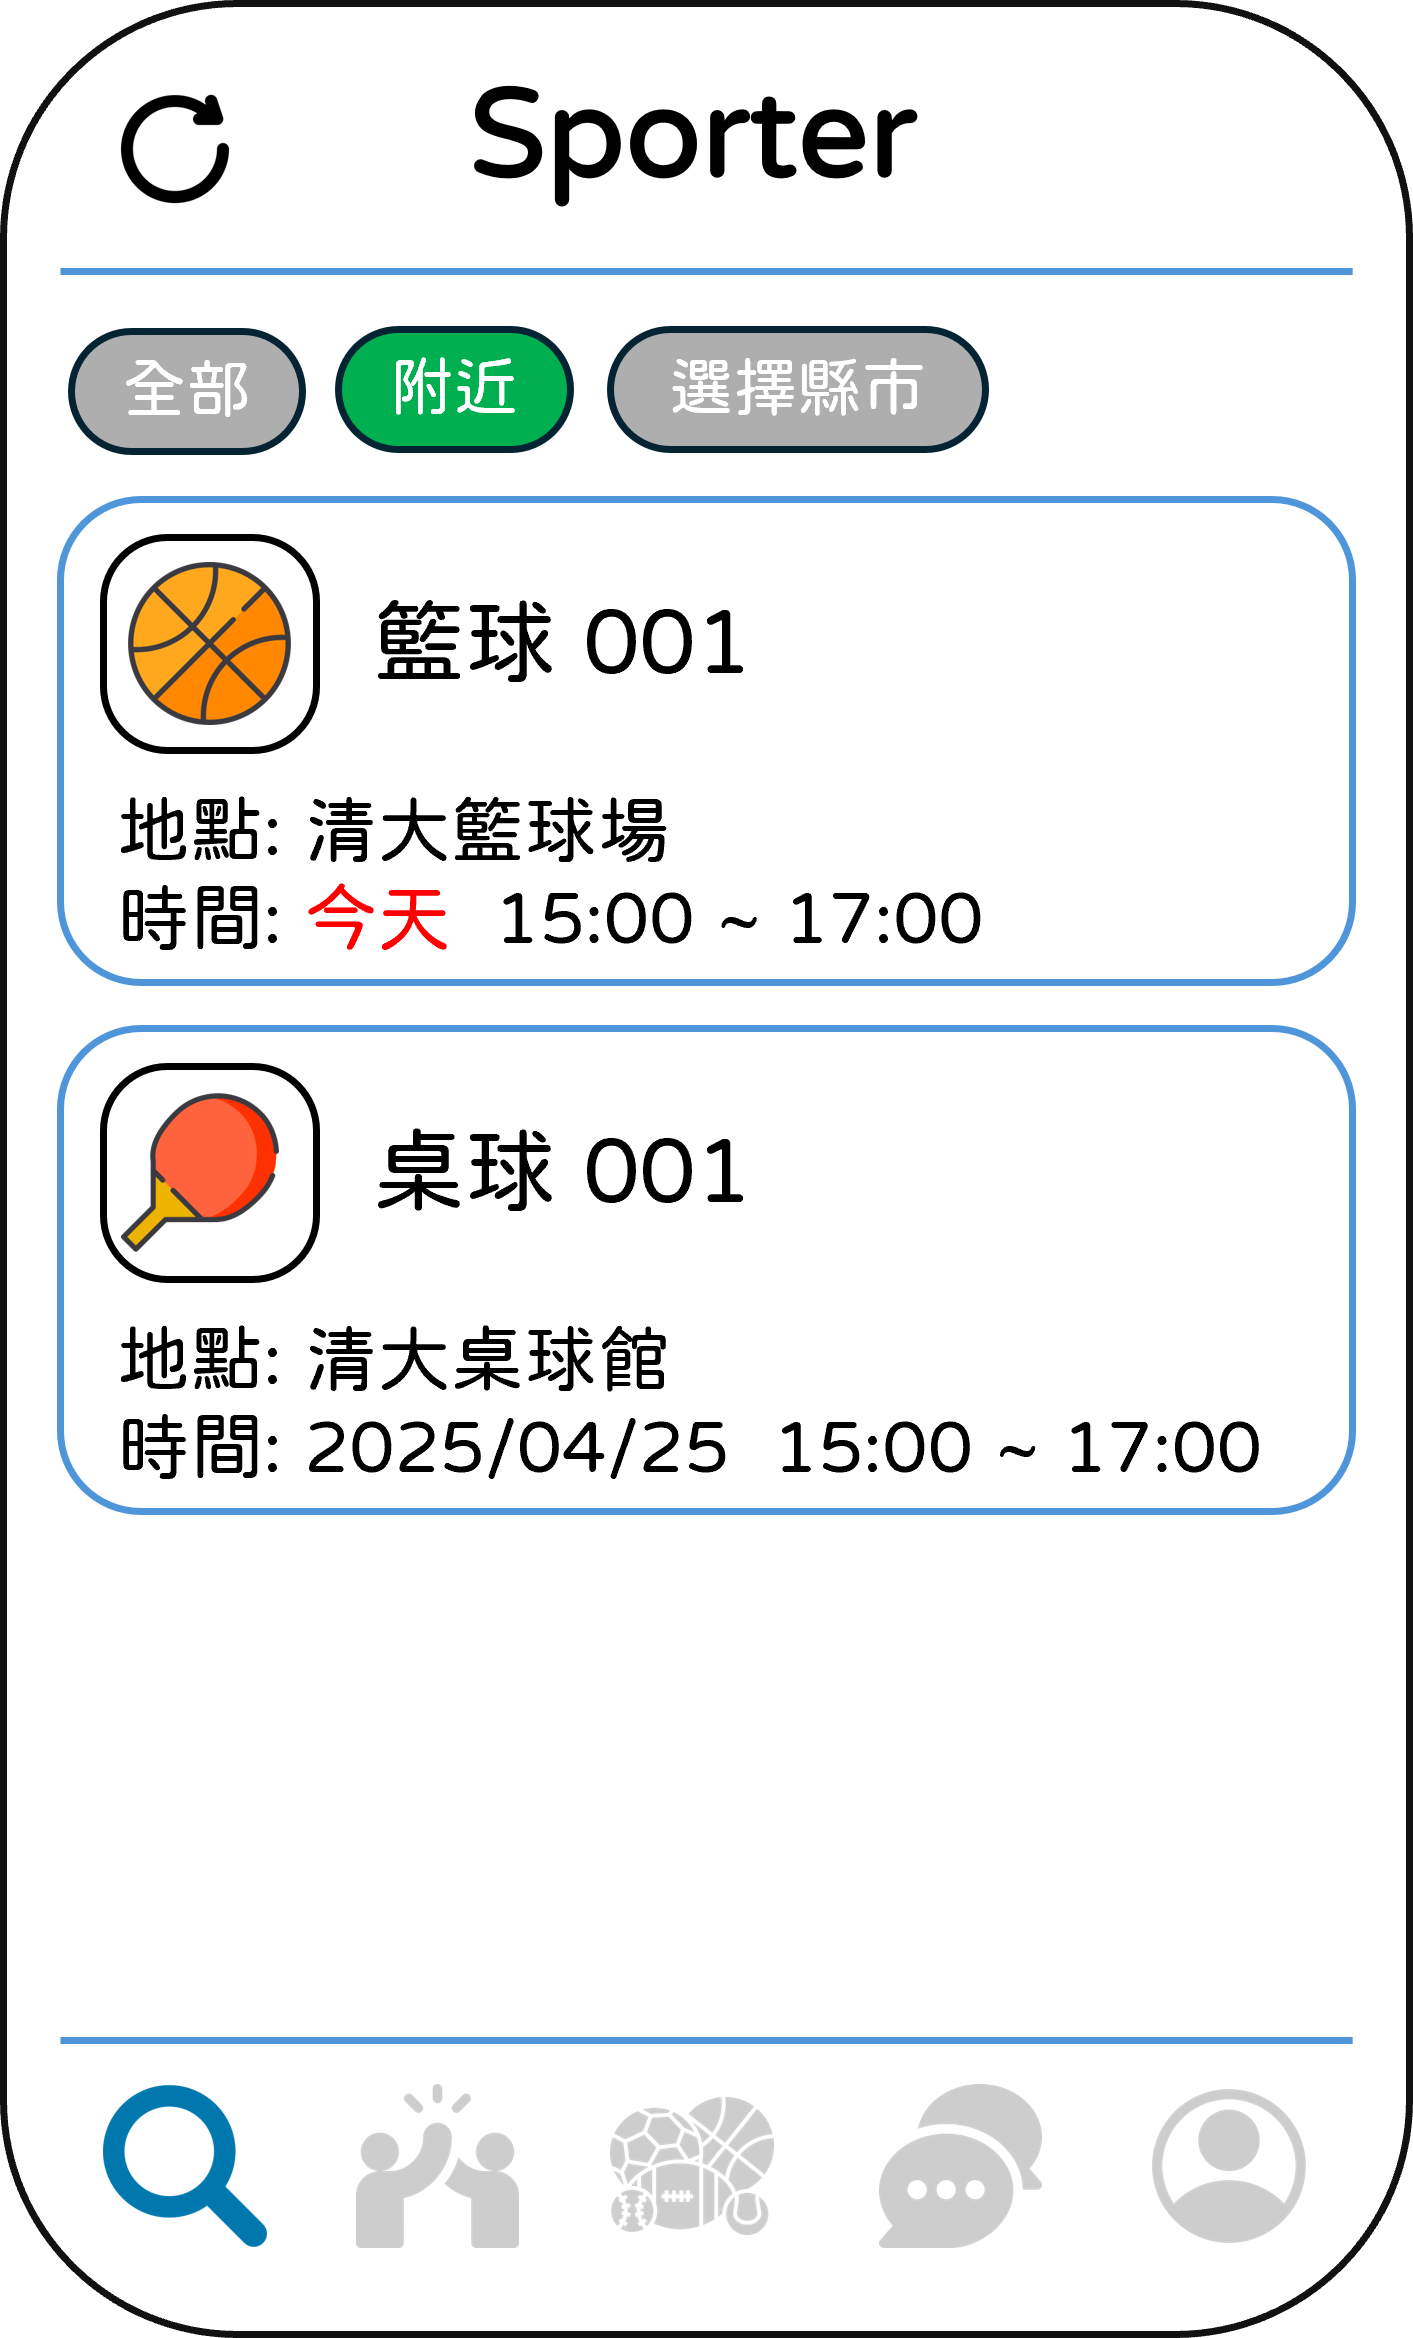 Sporter
全部 附近 選擇縣市
籃球 001
地點: 清大籃球場
時間: 今天 15:00 ~ 17:00
桌球 001
地點: 清大桌球館
時間: 2025/04/25 15:00 ~ 17:00